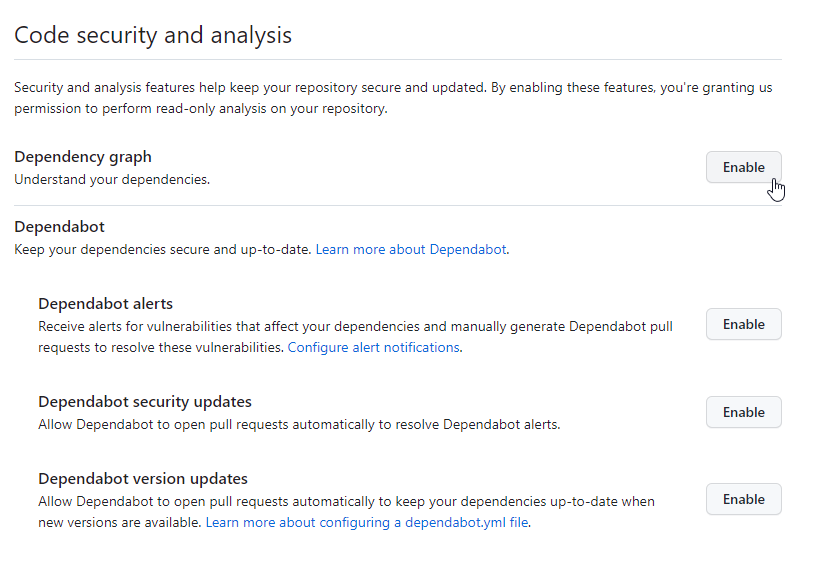 Code security and analysis
Security and analysis features help keep your repository secure and updated. By enabling these features, you're granting us
permission to perform read-only analysis on your repository.
Dependency graph
Understand your dependencies.
Enable
Dependabot
Keep your dependencies secure and up-to-date. Learn more about Dependabot.
Dependabot alerts
Receive alerts for vulnerabilities that affect your dependencies and manually generate Dependabot pull
requests to resolve these vulnerabilities. Configure alert notifications.
Enable
Dependabot security updates
Allow Dependabot to open pull requests automatically to resolve Dependabot alerts.
Enable
Dependabot version updates
Allow Dependabot to open pull requests automatically to keep your dependencies up-to-date when
new versions are available. Learn more about configuring a dependabot.yml file.
Enable